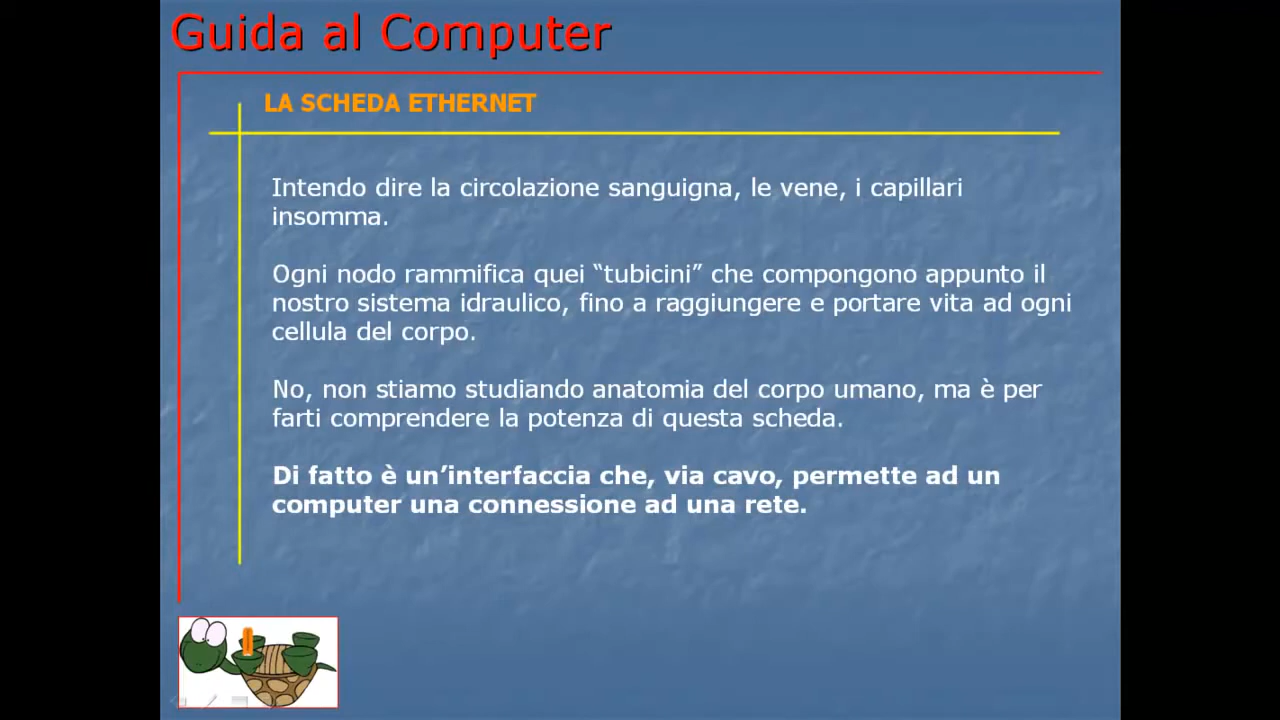 Guida al Computer
LA SCHEDA ETHERNET
Intendo dire la circolazione sanguigna, le vene, i capillari
insomma.
Ogni nodo rammifica quei “tubicini” che compongono appunto il
nostro sistema idraulico, fino a raggiungere e portare vita ad ogni
cellula del corpo.
No, non stiamo studiando anatomia del corpo umano, ma è per
farti comprendere la potenza di questa scheda.
Di fatto è un’interfaccia che, via cavo, permette ad un
computer una connessione ad una rete.